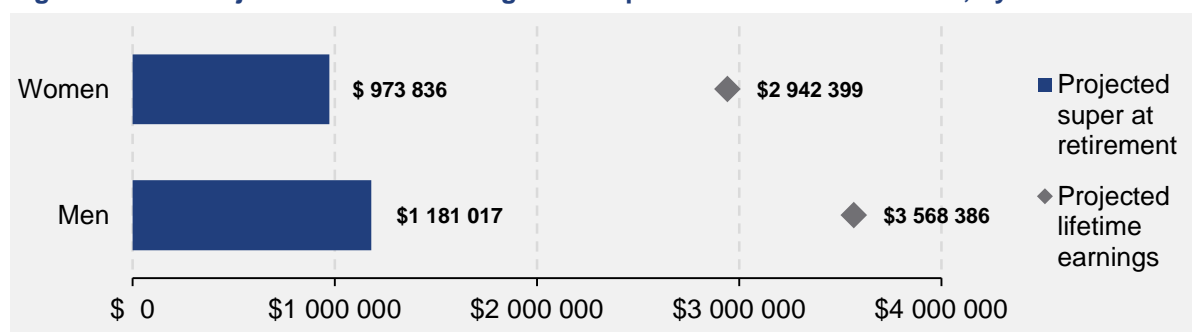 Women
$ 973 836
$2 942 399
Men
$1 181 017
$3 568 386
$ 0
$1 000 000
$2 000 000
$3 000 000
$4 000 000
Projected
super at
retirement
Projected
lifetime
earnings